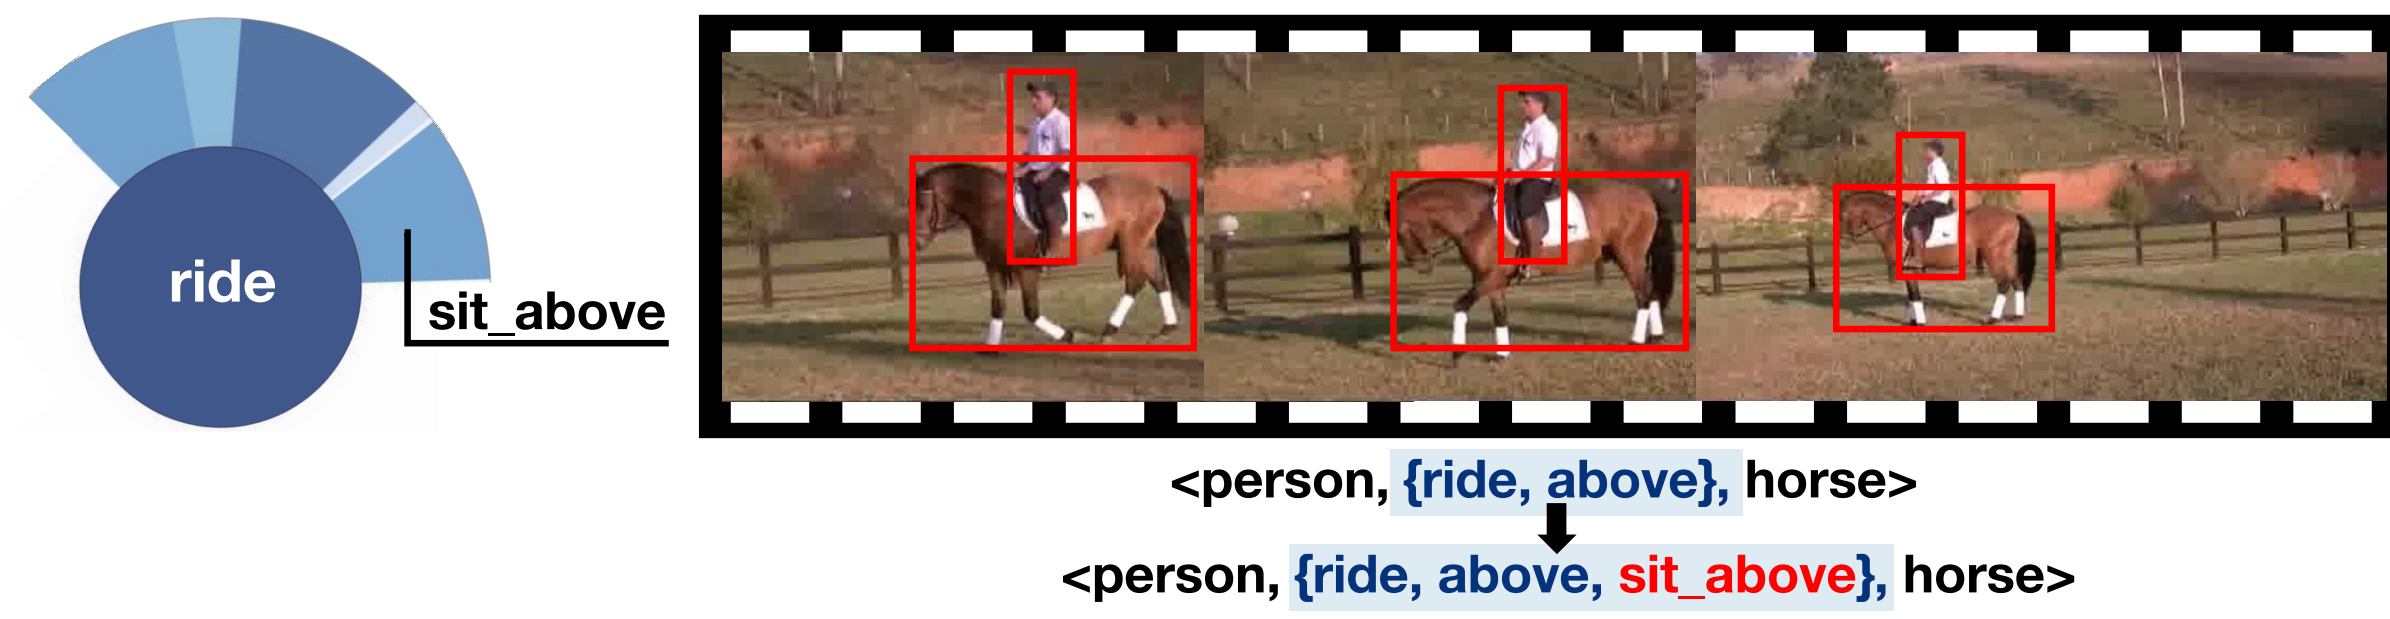 ride
sit_above
<person, {ride, above}, horse>
<person, {ride, above, sit_above}, horse>